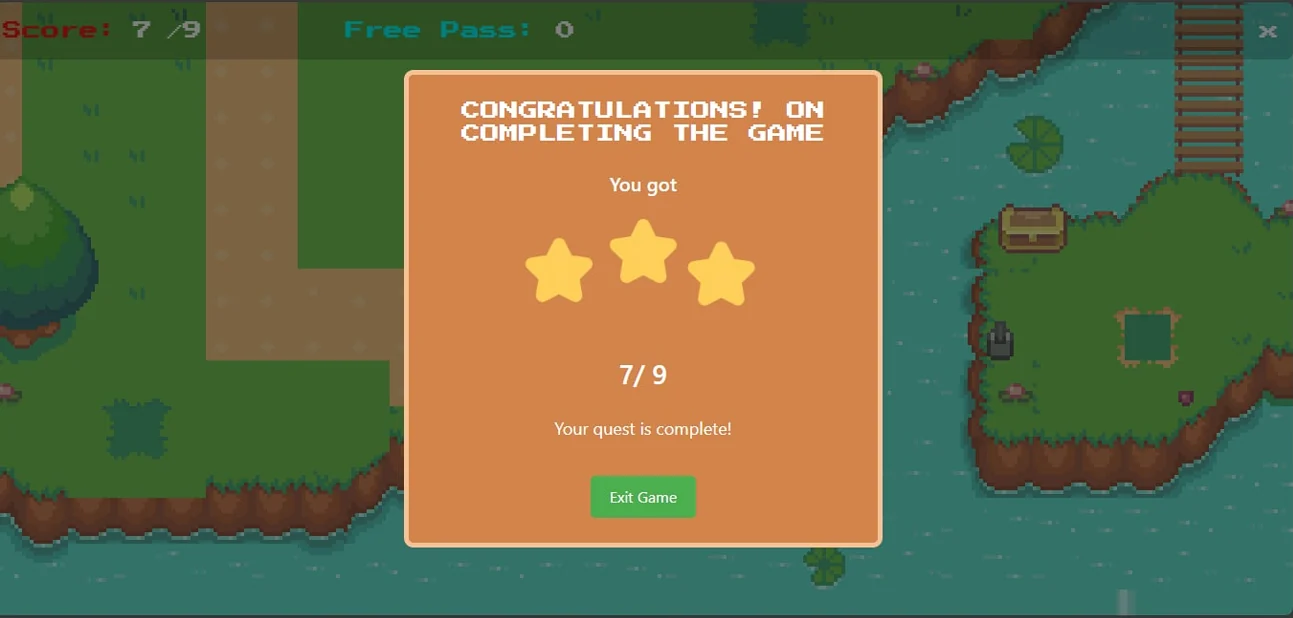 Score: 7 /9 Free Pass: 0 ×
CONGRATULATIONS! ON
COMPLETING THE GAME
You got
7/ 9
Your quest is complete!
Exit Game